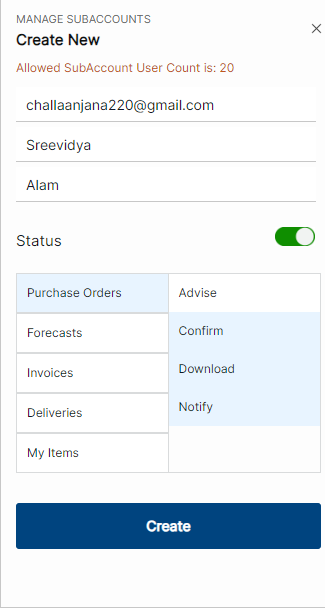 MANAGE SUBACCOUNTS
Create New
Allowed SubAccount User Count is: 20
challaanjana220@gmail.com
Sreevidya
Alam
Status
Purchase Orders
Advise
Forecasts
Confirm
Invoices
Download
Deliveries
Notify
My Items
Create